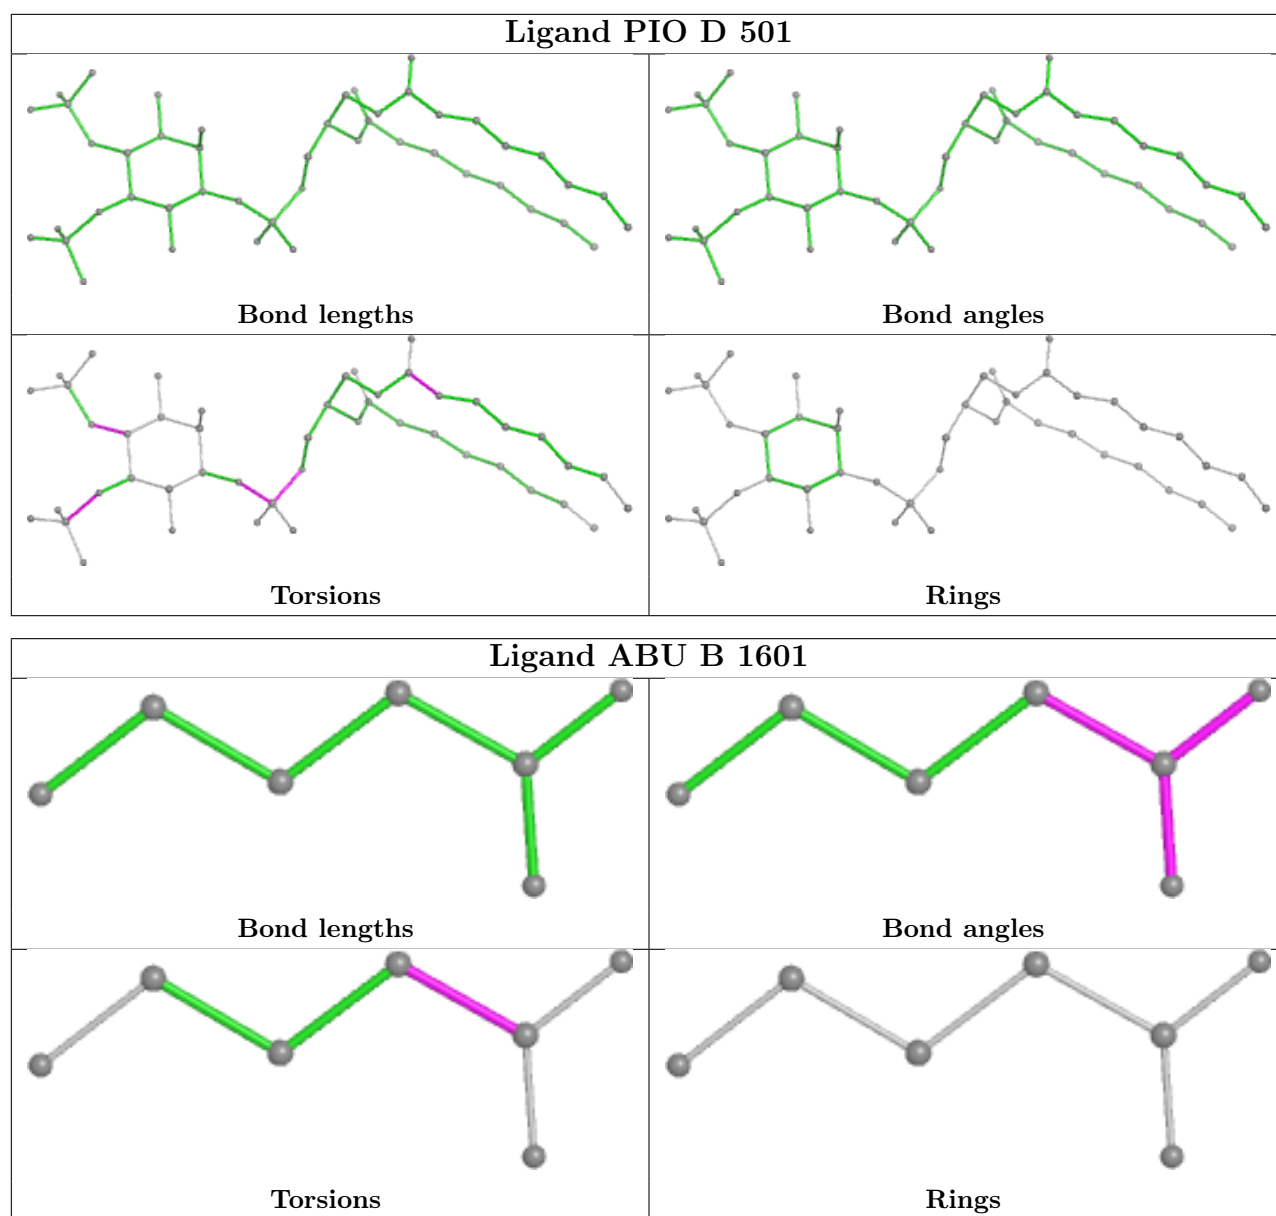 Ligand PIO D 501
Bond lengths
Bond angles
Torsions
Rings
Ligand ABU B 1601
Bond lengths
Bond angles
Torsions
Rings